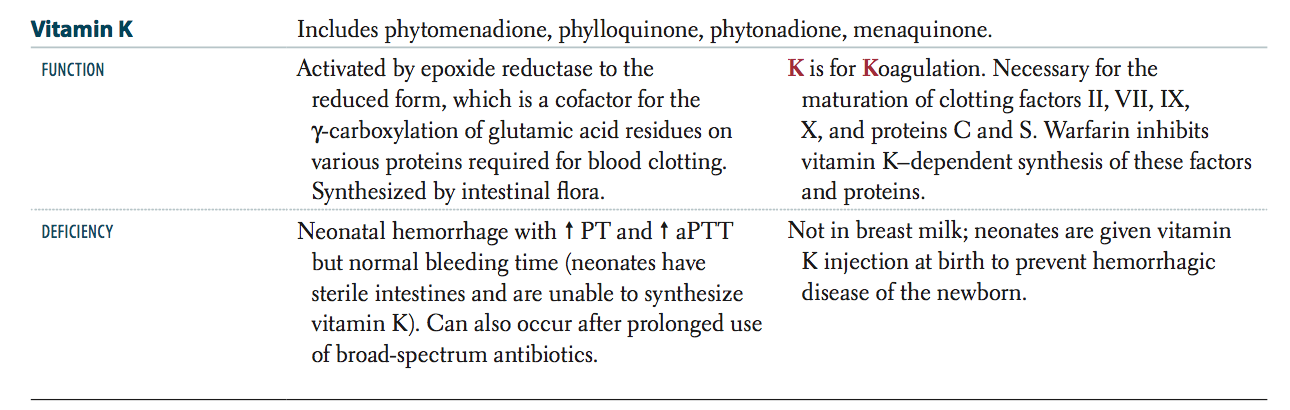 Vitamin K Includes phytomenadione, phylloquinone, phytonadione, menaquinone.
FUNCTION
Activated by epoxide reductase to the
reduced form, which is a cofactor for the
γ-carboxylation of glutamic acid residues on
various proteins required for blood clotting.
Synthesized by intestinal flora.
K is for Koagulation. Necessary for the
maturation of clotting factors II, VII, IX,
X, and proteins C and S. Warfarin inhibits
vitamin K–dependent synthesis of these factors
and proteins.
DEFICIENCY
Neonatal hemorrhage with ↑ PT and ↑ aPTT
but normal bleeding time (neonates have
sterile intestines and are unable to synthesize
vitamin K). Can also occur after prolonged use
of broad-spectrum antibiotics.
Not in breast milk; neonates are given vitamin
K injection at birth to prevent hemorrhagic
disease of the newborn.